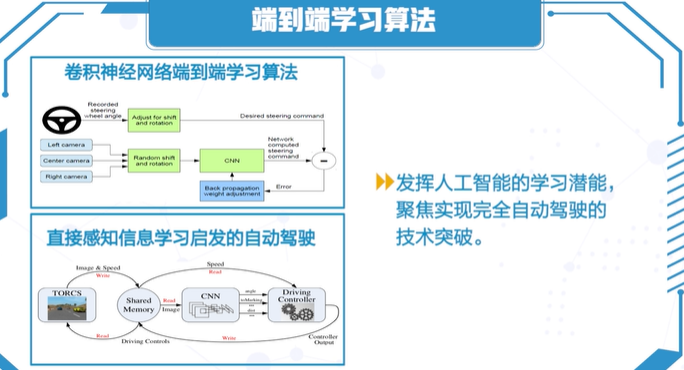 端到端学习算法
卷积神经网络端到端学习算法
Recorded
steering
wheel angle
Adjust for shift
and rotation
Desired steering command
Left camera
Center camera
Right camera
Random shift
and rotation
CNN
Network
computed
steering
command
Back propagation
weight adjustment
Error
直接感知信息学习启发的自动驾驶
Image & Speed
Write
Speed
Read
TORCS
Shared
Memory
Read
Image
CNN
angle
toMarking
dist
Driving
Controller
Read
Driving Controls
Write
Controller
Output
发挥人工智能的学习潜能，
聚焦实现完全自动驾驶的
技术突破。